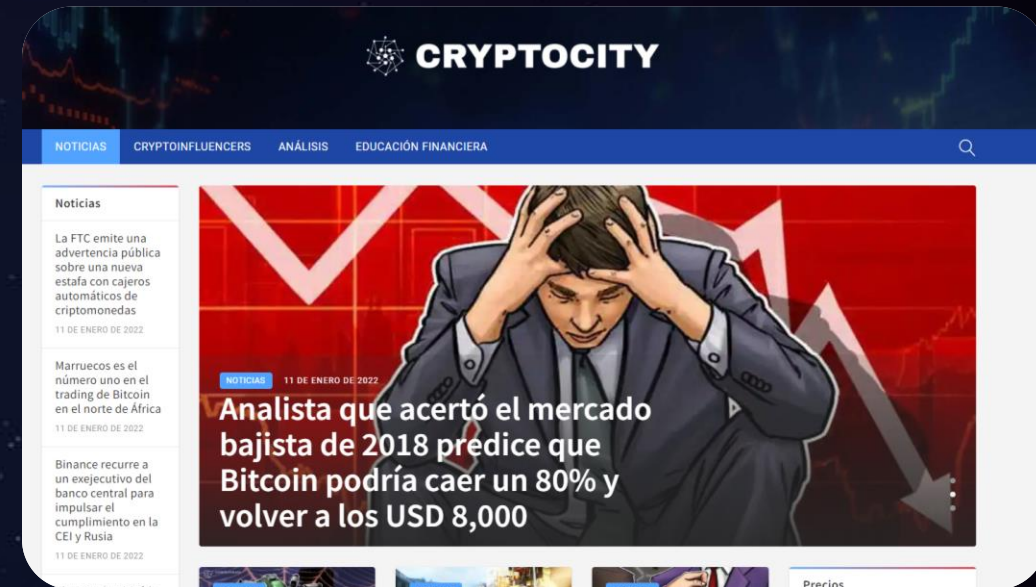 CRYPTOCITY
NOTICIAS CRYPTOINFLUENCERS ANÁLISIS EDUCACIÓN FINANCIERA
Noticias
La FTC emite una
advertencia pública
sobre una nueva
estafa con cajeros
automáticos de
criptomonedas
11 DE ENERO DE 2022
Marruecos es el
número uno en el
trading de Bitcoin
en el norte de África
11 DE ENERO DE 2022
Binance recurre a
un exejecutivo del
banco central para
impulsar el
cumplimiento en la
CEI y Rusia
11 DE ENERO DE 2022
NOTICIAS 11 DE ENERO DE 2022
Analista que acertó el mercado
bajista de 2018 predice que
Bitcoin podría caer un 80% y
volver a los USD 8,000
Precios